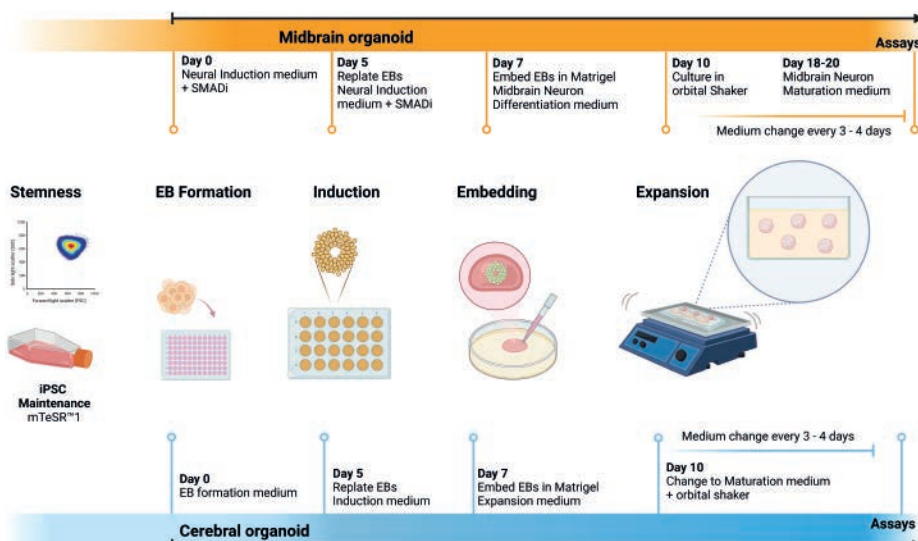 Midbrain organoid
Assays
Day 0
Neural Induction medium
+ SMADi
Day 5
Replate EBs
Neural Induction
medium + SMADi
Day 7
Embed EBs in Matrigel
Midbrain Neuron
Differentiation medium
Day 10
Culture in
orbital Shaker
Day 18-20
Midbrain Neuron
Maturation medium
Medium change every 3 - 4 days
Stemness
EB Formation
Induction
Embedding
Expansion
iPSC
Maintenance
mTeSR™1
Medium change every 3 - 4 days
Day 0
EB formation medium
Day 5
Replate EBs
Induction medium
Day 7
Embed EBs in Matrigel
Expansion medium
Day 10
Change to Maturation medium
+ orbital shaker
Assays
Cerebral organoid